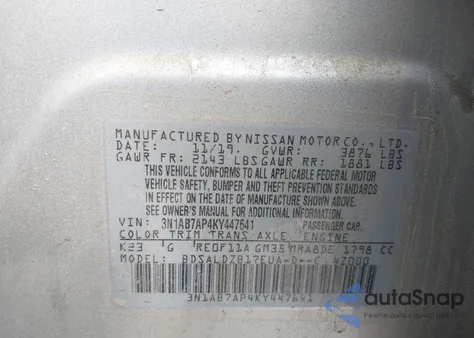 MANUFACTURED BY NISSAN MOTOR CO., LTD.
DATE: 11/19. GVWR: 3876 LBS
GAWR FR: 2143 LBS GAWR RR: 1881 LBS
THIS VEHICLE CONFORMS TO ALL APPLICABLE FEDERAL MOTOR
VEHICLE SAFETY, BUMPER AND THEFT PREVENTION STANDARDS
IN EFFECT ON THE DATE OF MANUFACTURE SHOWN ABOVE.
SEE OWNER'S MANUAL FOR ADDITIONAL INFORMATION.
VIN: 3N1AB7AP4KY447641 PASSENGER CAR.
COLOR TRIM TRANS AXLE ENGINE
K23 G RE0F11A GM35 MRA8DE 1798 CC
MODEL: BDSALDZB17EUA-D--C 4Z000
3N1AB7AP4KY447641
autoSnap